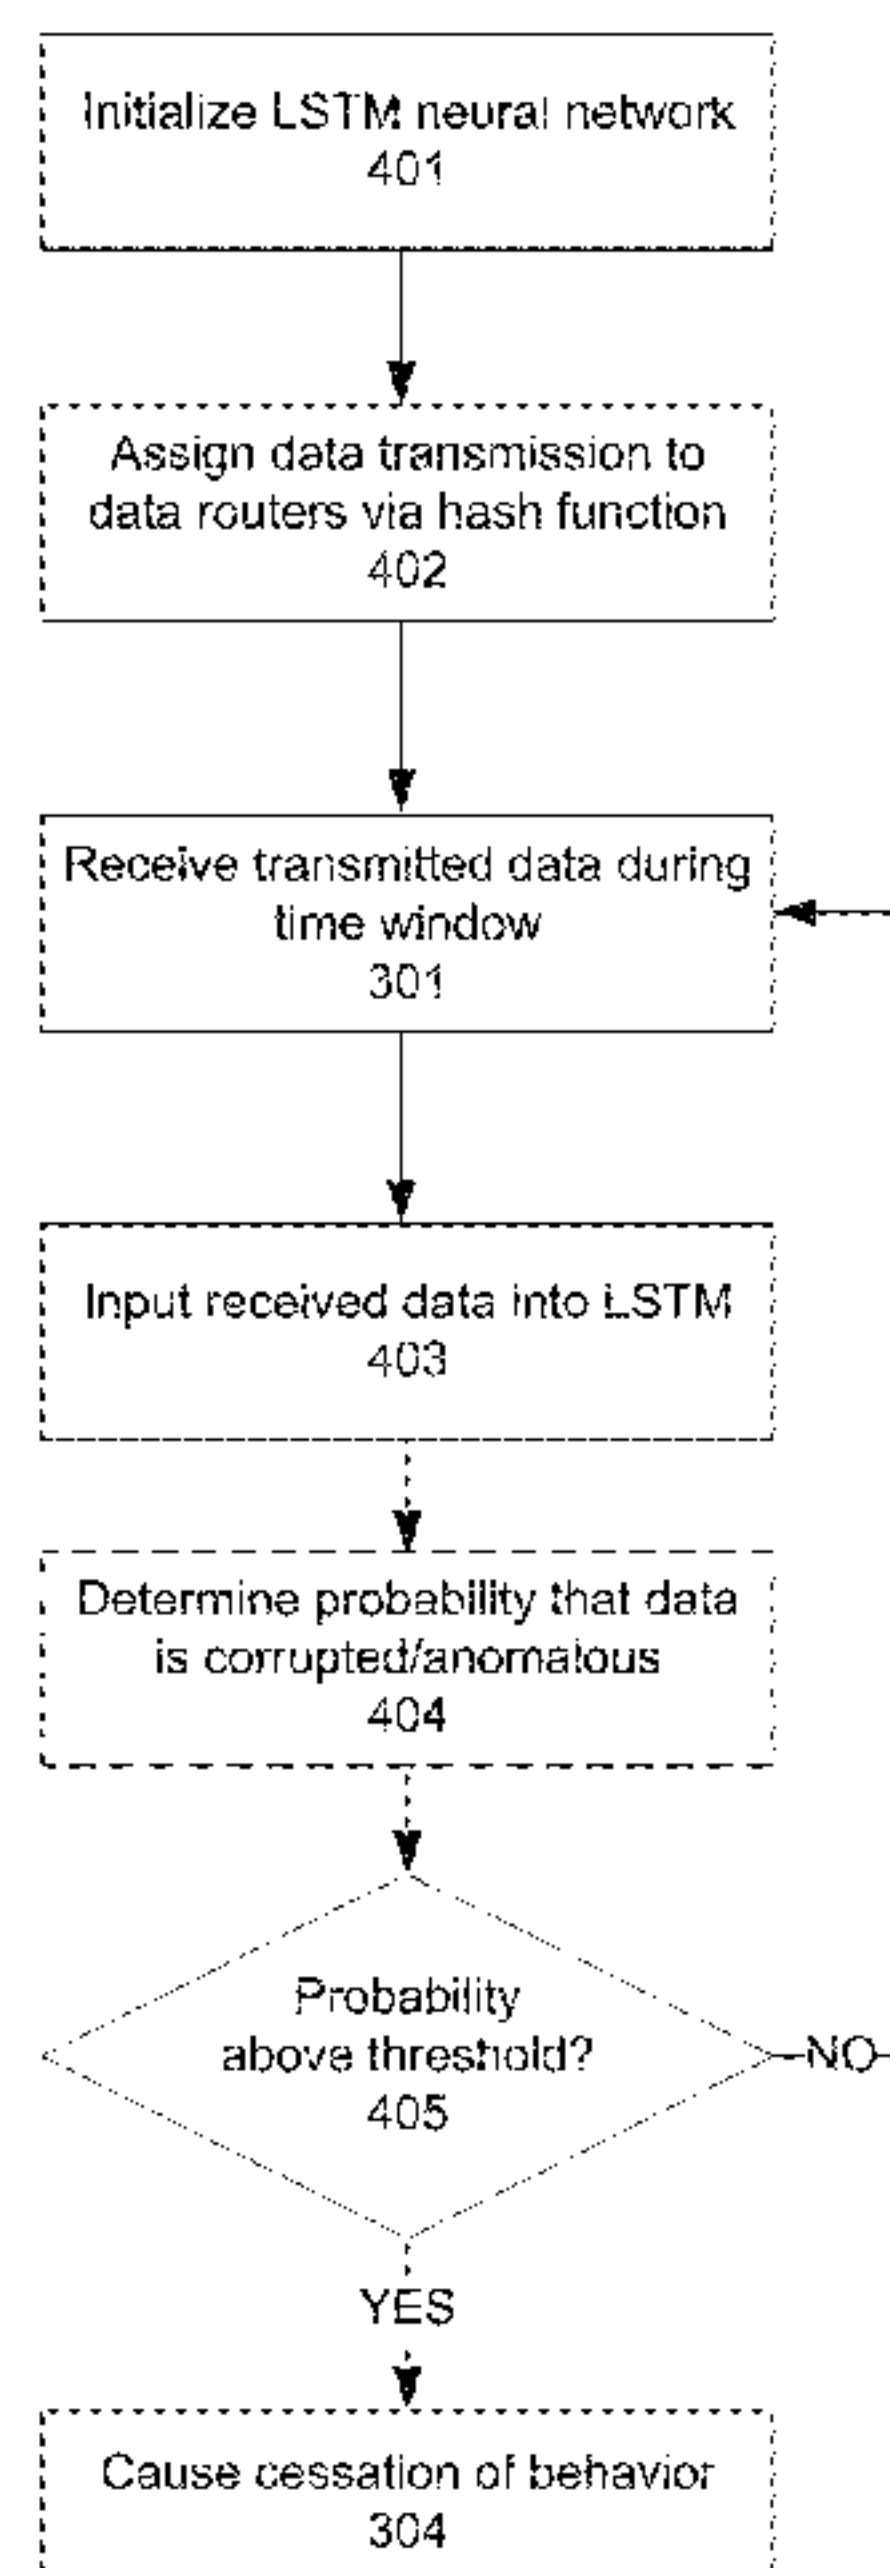 Initialize LSTM neural network
401
Assign data transmission to
data routers via hash function
402
Receive transmitted data during
time window
301
Input received data into LSTM
403
Determine probability that data
is corrupted/anomalous
404
Probability
above threshold?
405
NO
YES
Cause cessation of behavior
304